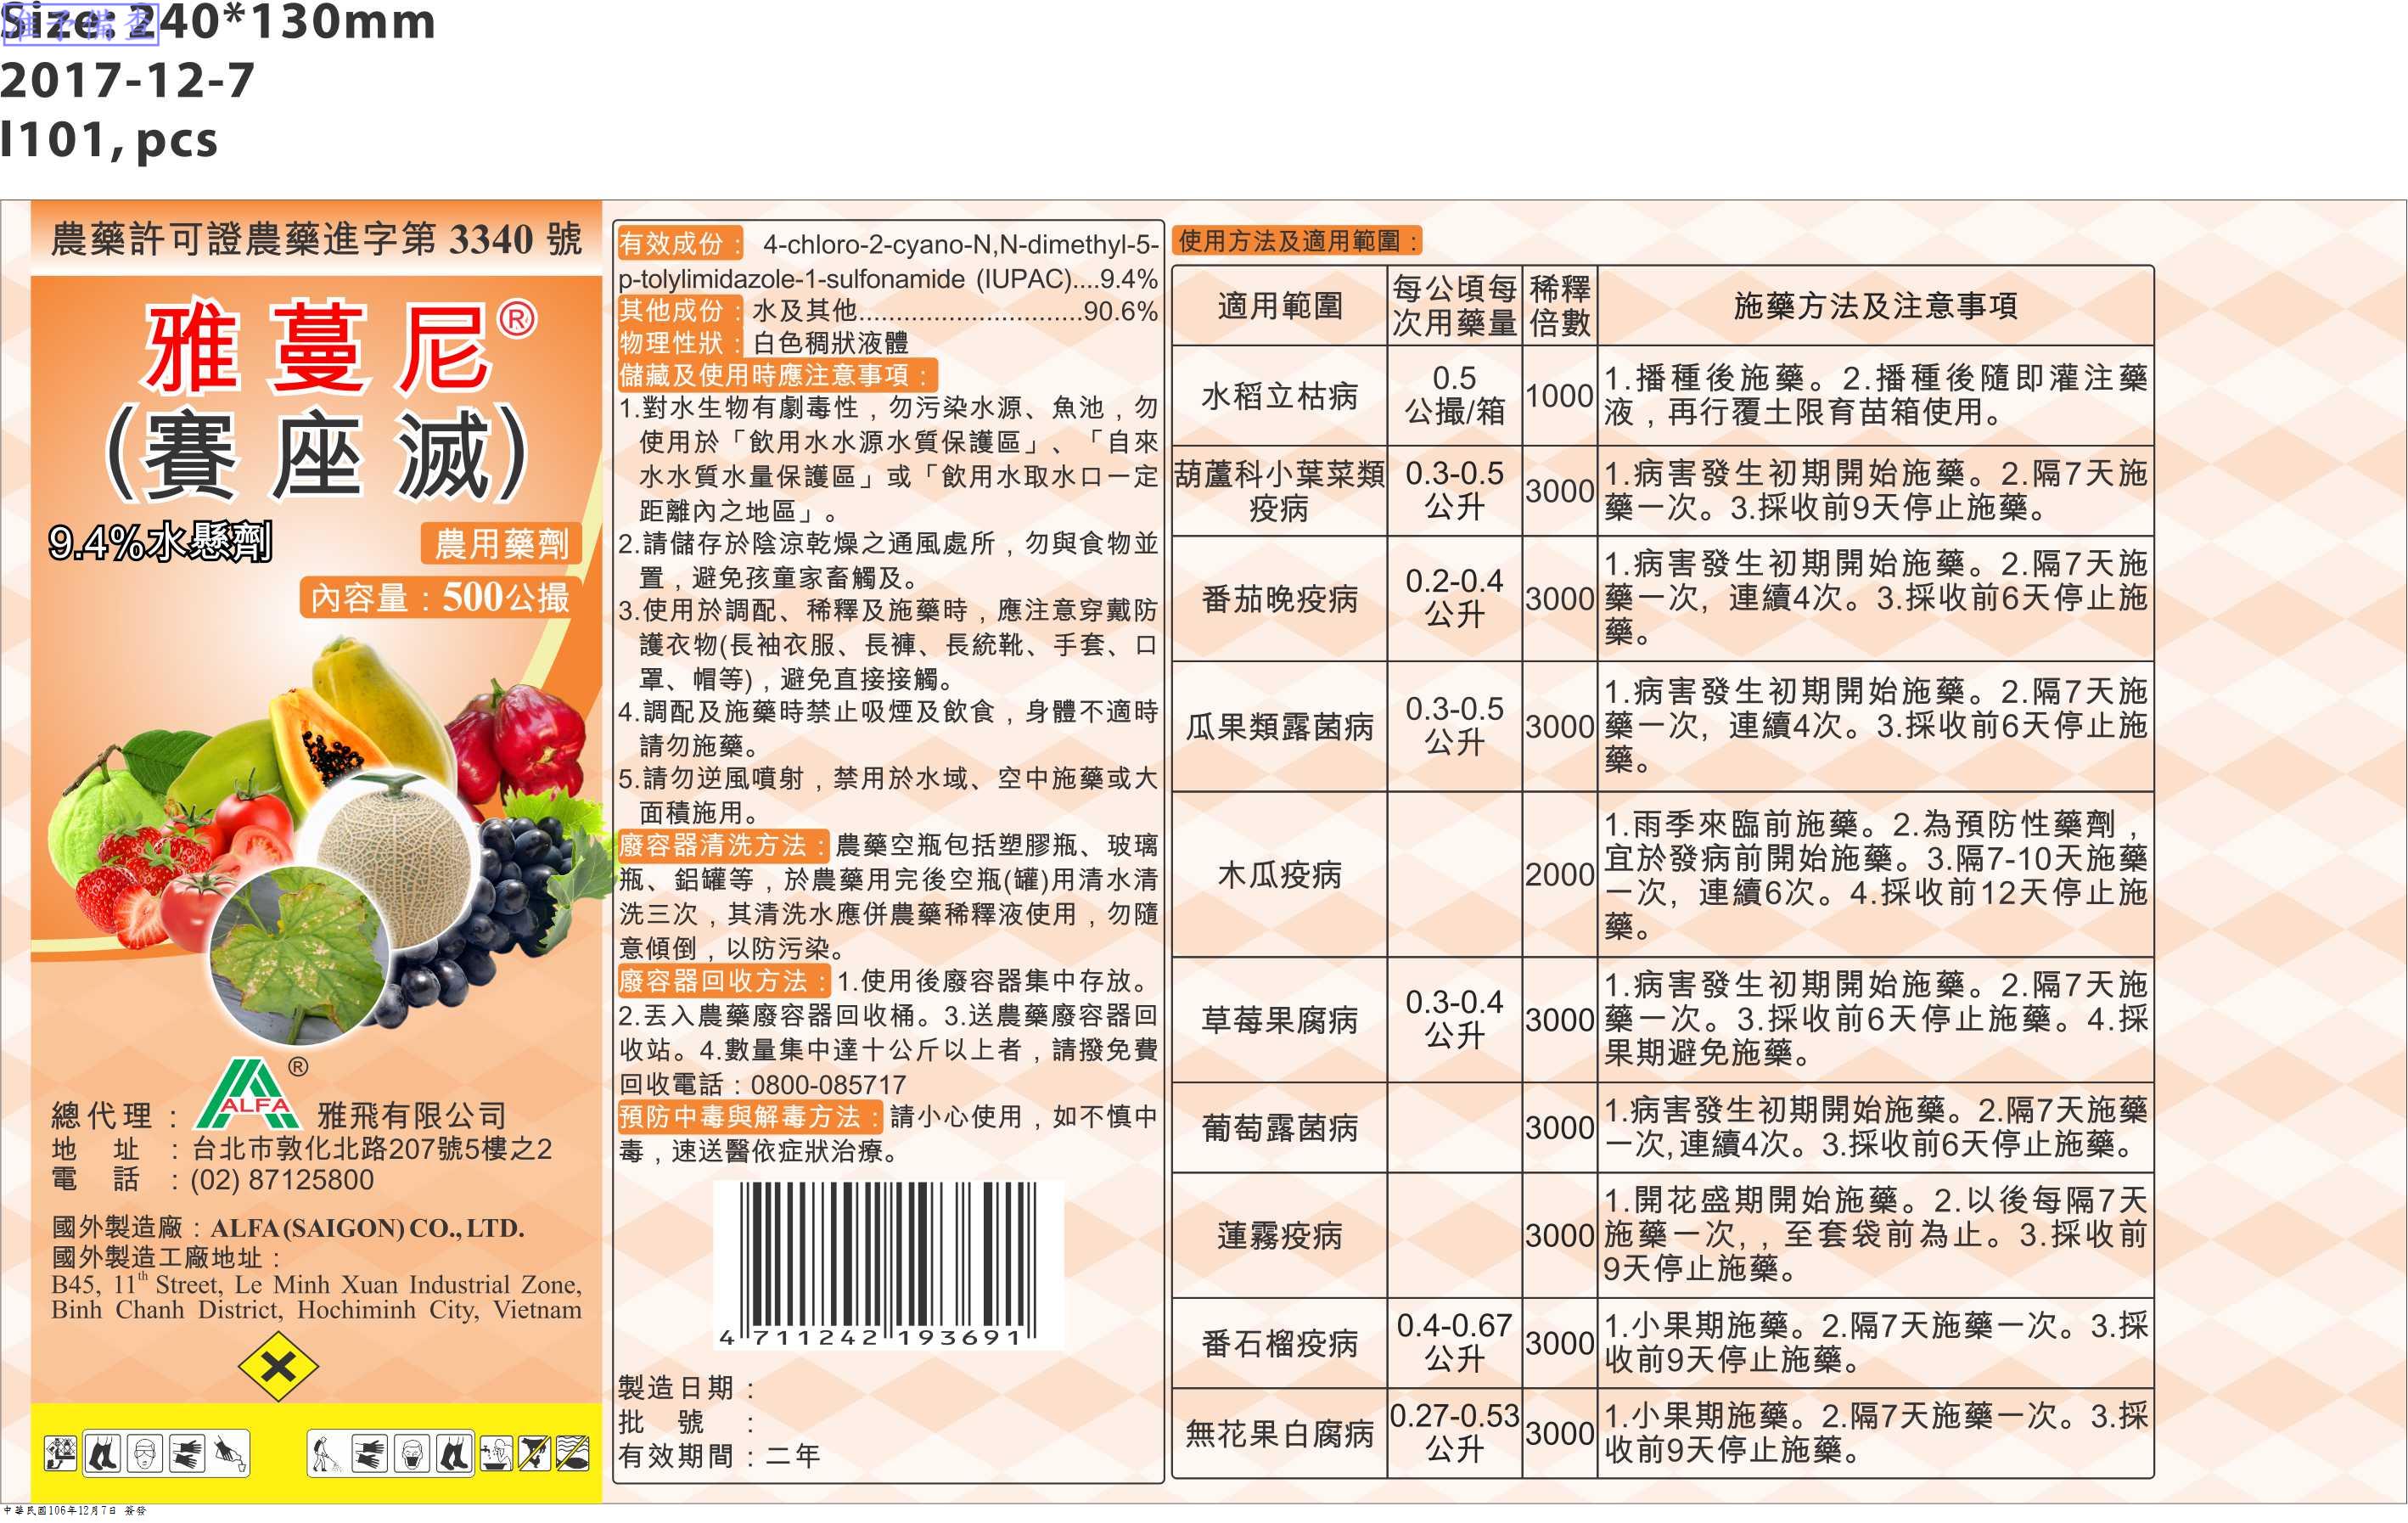 Size: 240*130mm
准予備查
2017-12-7
I101, pcs
農藥許可證農藥進字第 3340 號
雅蔓尼®
(賽座滅)
9.4%水懸劑
農用藥劑
內容量：500公撮
®
ALFA
總代理： 雅飛有限公司
地 址 ：台北市敦化北路207號5樓之2
電 話 ：(02) 87125800
國外製造廠：ALFA (SAIGON) CO., LTD.
國外製造工廠地址：
B45, 11th Street, Le Minh Xuan Industrial Zone,
Binh Chanh District, Hochiminh City, Vietnam
有效成份： 4-chloro-2-cyano-N,N-dimethyl-5-
p-tolylimidazole-1-sulfonamide (IUPAC)....9.4%
其他成份：水及其他..............................90.6%
物理性狀：白色稠狀液體
儲藏及使用時應注意事項：
1.對水生物有劇毒性，勿污染水源、魚池，勿
使用於「飲用水水源水質保護區」、「自來
水水質水量保護區」或「飲用水取水口一定
距離內之地區」。
2.請儲存於陰涼乾燥之通風處所，勿與食物並
置，避免孩童家畜觸及。
3.使用於調配、稀釋及施藥時，應注意穿戴防
護衣物(長袖衣服、長褲、長統靴、手套、口
罩、帽等)，避免直接接觸。
4.調配及施藥時禁止吸煙及飲食，身體不適時
請勿施藥。
5.請勿逆風噴射，禁用於水域、空中施藥或大
面積施用。
廢容器清洗方法：農藥空瓶包括塑膠瓶、玻璃
瓶、鋁罐等，於農藥用完後空瓶(罐)用清水清
洗三次，其清洗水應併農藥稀釋液使用，勿隨
意傾倒，以防污染。
廢容器回收方法：1.使用後廢容器集中存放。
2.丟入農藥廢容器回收桶。3.送農藥廢容器回
收站。4.數量集中達十公斤以上者，請撥免費
回收電話：0800-085717
預防中毒與解毒方法：請小心使用，如不慎中
毒，速送醫依症狀治療。
4 711242 193691
製造日期：
批 號 ：
有效期間：二年
使用方法及適用範圍：
適用範圍 每公頃每次用藥量 稀釋倍數 施藥方法及注意事項
水稻立枯病 0.5公撮/箱 1000 1.播種後施藥。2.播種後隨即灌注藥
液，再行覆土限育苗箱使用。
葫蘆科小葉菜類疫病 0.3-0.5公升 3000 1.病害發生初期開始施藥。2.隔7天施
藥一次。3.採收前9天停止施藥。
番茄晚疫病 0.2-0.4公升 3000 1.病害發生初期開始施藥。2.隔7天施
藥一次, 連續4次。3.採收前6天停止施
藥。
瓜果類露菌病 0.3-0.5公升 3000 1.病害發生初期開始施藥。2.隔7天施
藥一次, 連續4次。3.採收前6天停止施
藥。
木瓜疫病 2000 1.雨季來臨前施藥。2.為預防性藥劑，
宜於發病前開始施藥。3.隔7-10天施藥
一次, 連續6次。4.採收前12天停止施
藥。
草莓果腐病 0.3-0.4公升 3000 1.病害發生初期開始施藥。2.隔7天施
藥一次。3.採收前6天停止施藥。4.採
果期避免施藥。
葡萄露菌病 3000 1.病害發生初期開始施藥。2.隔7天施藥
一次,連續4次。3.採收前6天停止施藥。
蓮霧疫病 3000 1.開花盛期開始施藥。2.以後每隔7天
施藥一次,，至套袋前為止。3.採收前
9天停止施藥。
番石榴疫病 0.4-0.67公升 3000 1.小果期施藥。2.隔7天施藥一次。3.採
收前9天停止施藥。
無花果白腐病 0.27-0.53公升 3000 1.小果期施藥。2.隔7天施藥一次。3.採
收前9天停止施藥。
中華民國106年12月7日 簽發